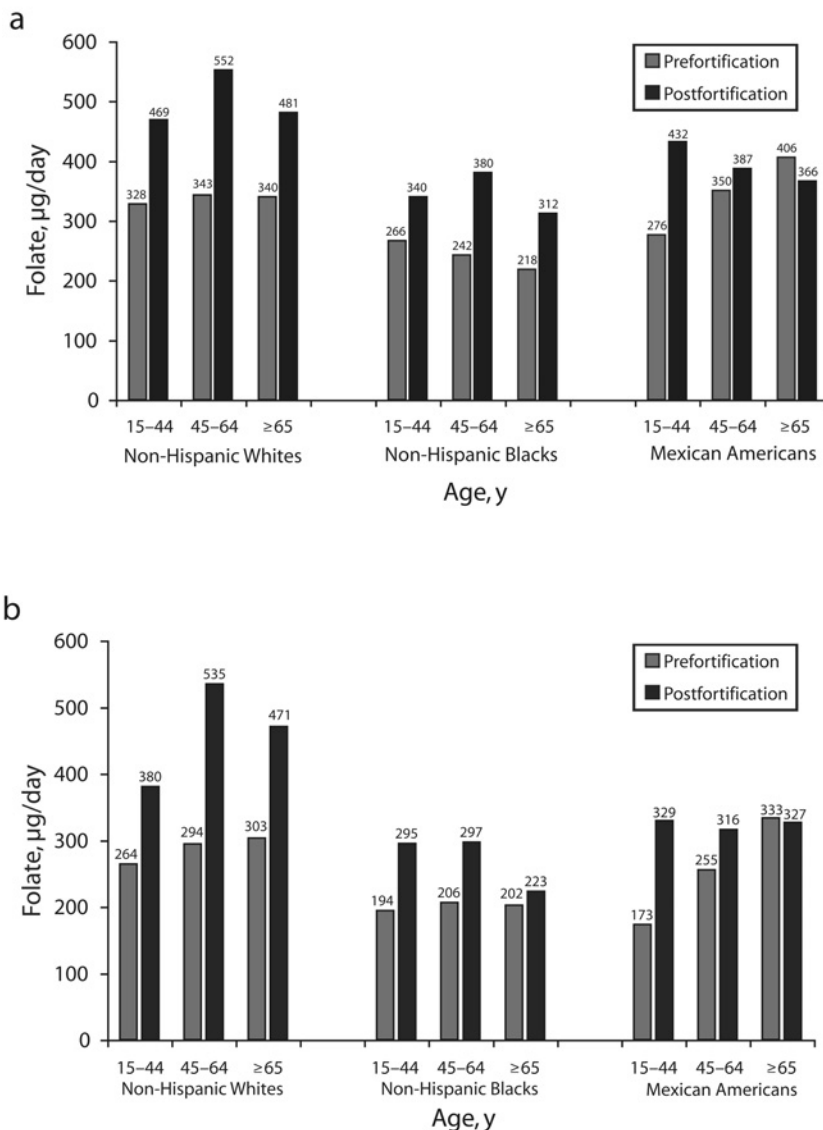 a
600
500
400
300
200
100
0
Folate, µg/day
Prefortification
Postfortification
328 469 343 552 340 481
266 340 242 380 218 312
276 432 350 387 406 366
15–44 45–64 ≥65 15–44 45–64 ≥65 15–44 45–64 ≥65
Non-Hispanic Whites Non-Hispanic Blacks Mexican Americans
Age, y
b
600
500
400
300
200
100
0
Folate, µg/day
Prefortification
Postfortification
264 380 294 535 303 471
194 295 206 297 202 223
173 329 255 316 333 327
15–44 45–64 ≥65 15–44 45–64 ≥65 15–44 45–64 ≥65
Non-Hispanic Whites Non-Hispanic Blacks Mexican Americans
Age, y